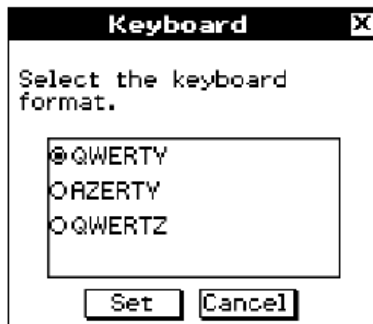 Keyboard X
Select the keyboard
format.
QWERTY
AZERTY
QWERTZ
Set Cancel